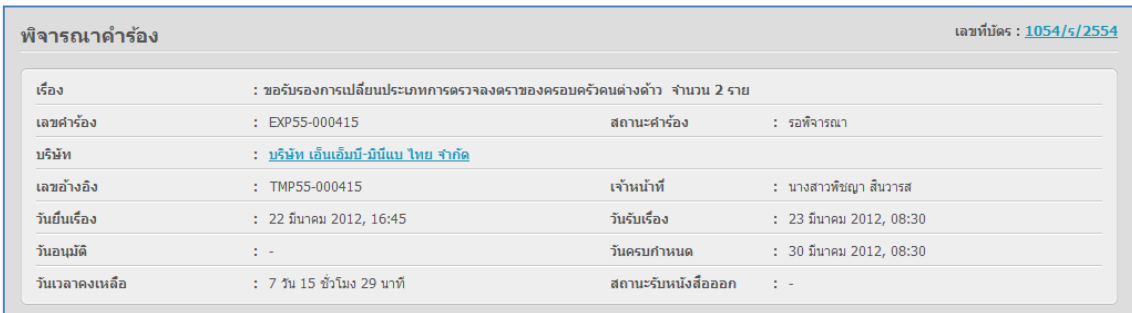 พิจารณาคำร้อง เลขที่บัตร : 1054/ร/2554
เรื่อง : ขอรับรองการเปลี่ยนประเภทการตรวจลงตราของครอบครัวคนต่างด้าว จำนวน 2 ราย
เลขคำร้อง : EXP55-000415 สถานะคำร้อง : รอพิจารณา
บริษัท : บริษัท เอ็นเอ็มบี-มินีแบ ไทย จำกัด
เลขอ้างอิง : TMP55-000415 เจ้าหน้าที่ : นางสาวพิชญา สินวารส
วันยื่นเรื่อง : 22 มีนาคม 2012, 16:45 วันรับเรื่อง : 23 มีนาคม 2012, 08:30
วันอนุมัติ : - วันครบกำหนด : 30 มีนาคม 2012, 08:30
วันเวลาคงเหลือ : 7 วัน 15 ชั่วโมง 29 นาที สถานะรับหนังสือออก : -